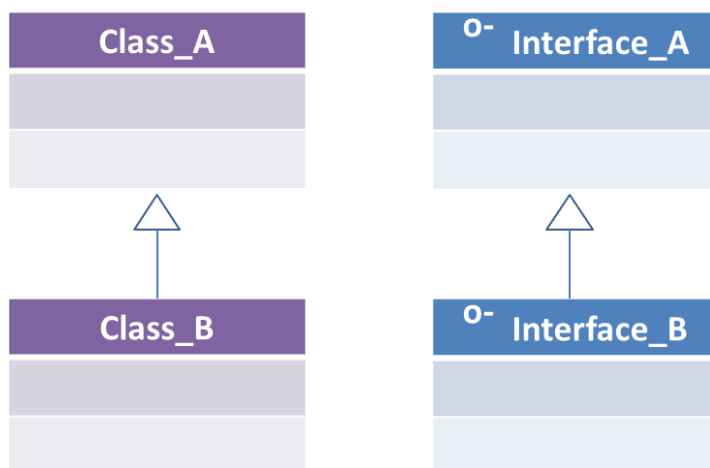 Class_A
o- Interface_A
Class_B
o- Interface_B